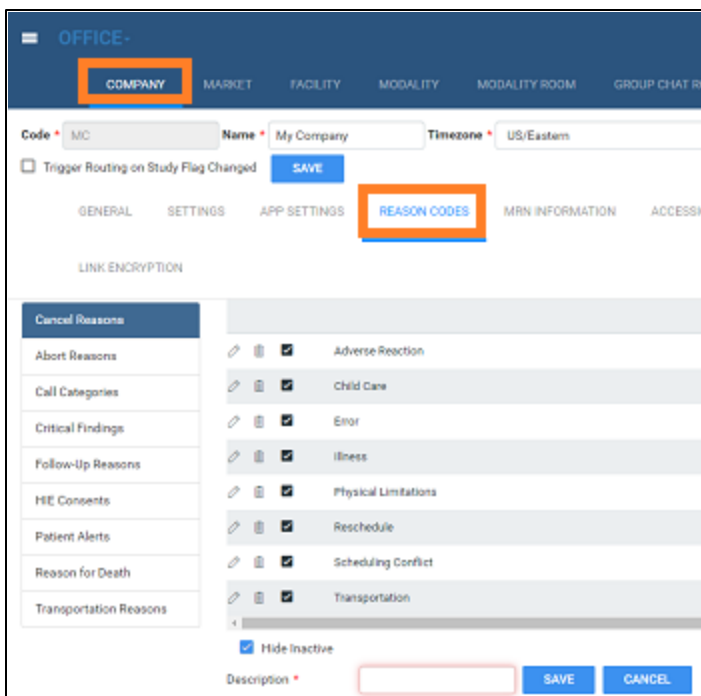 OFFICE-
COMPANY MARKET FACILITY MODALITY MODALITY ROOM GROUP CHAT R
Code * MC Name * My Company Timezone * US/Eastern
Trigger Routing on Study Flag Changed SAVE
GENERAL SETTINGS APP SETTINGS REASON CODES MRN INFORMATION ACCESSI
LINK ENCRYPTION
Cancel Reasons
Abort Reasons Adverse Reaction
Call Categories Child Care
Critical Findings Error
Follow-Up Reasons Illness
HIE Consents Physical Limitations
Patient Alerts Reschedule
Reason for Death Scheduling Conflict
Transportation Reasons Transportation
Hide Inactive
Description * SAVE CANCEL